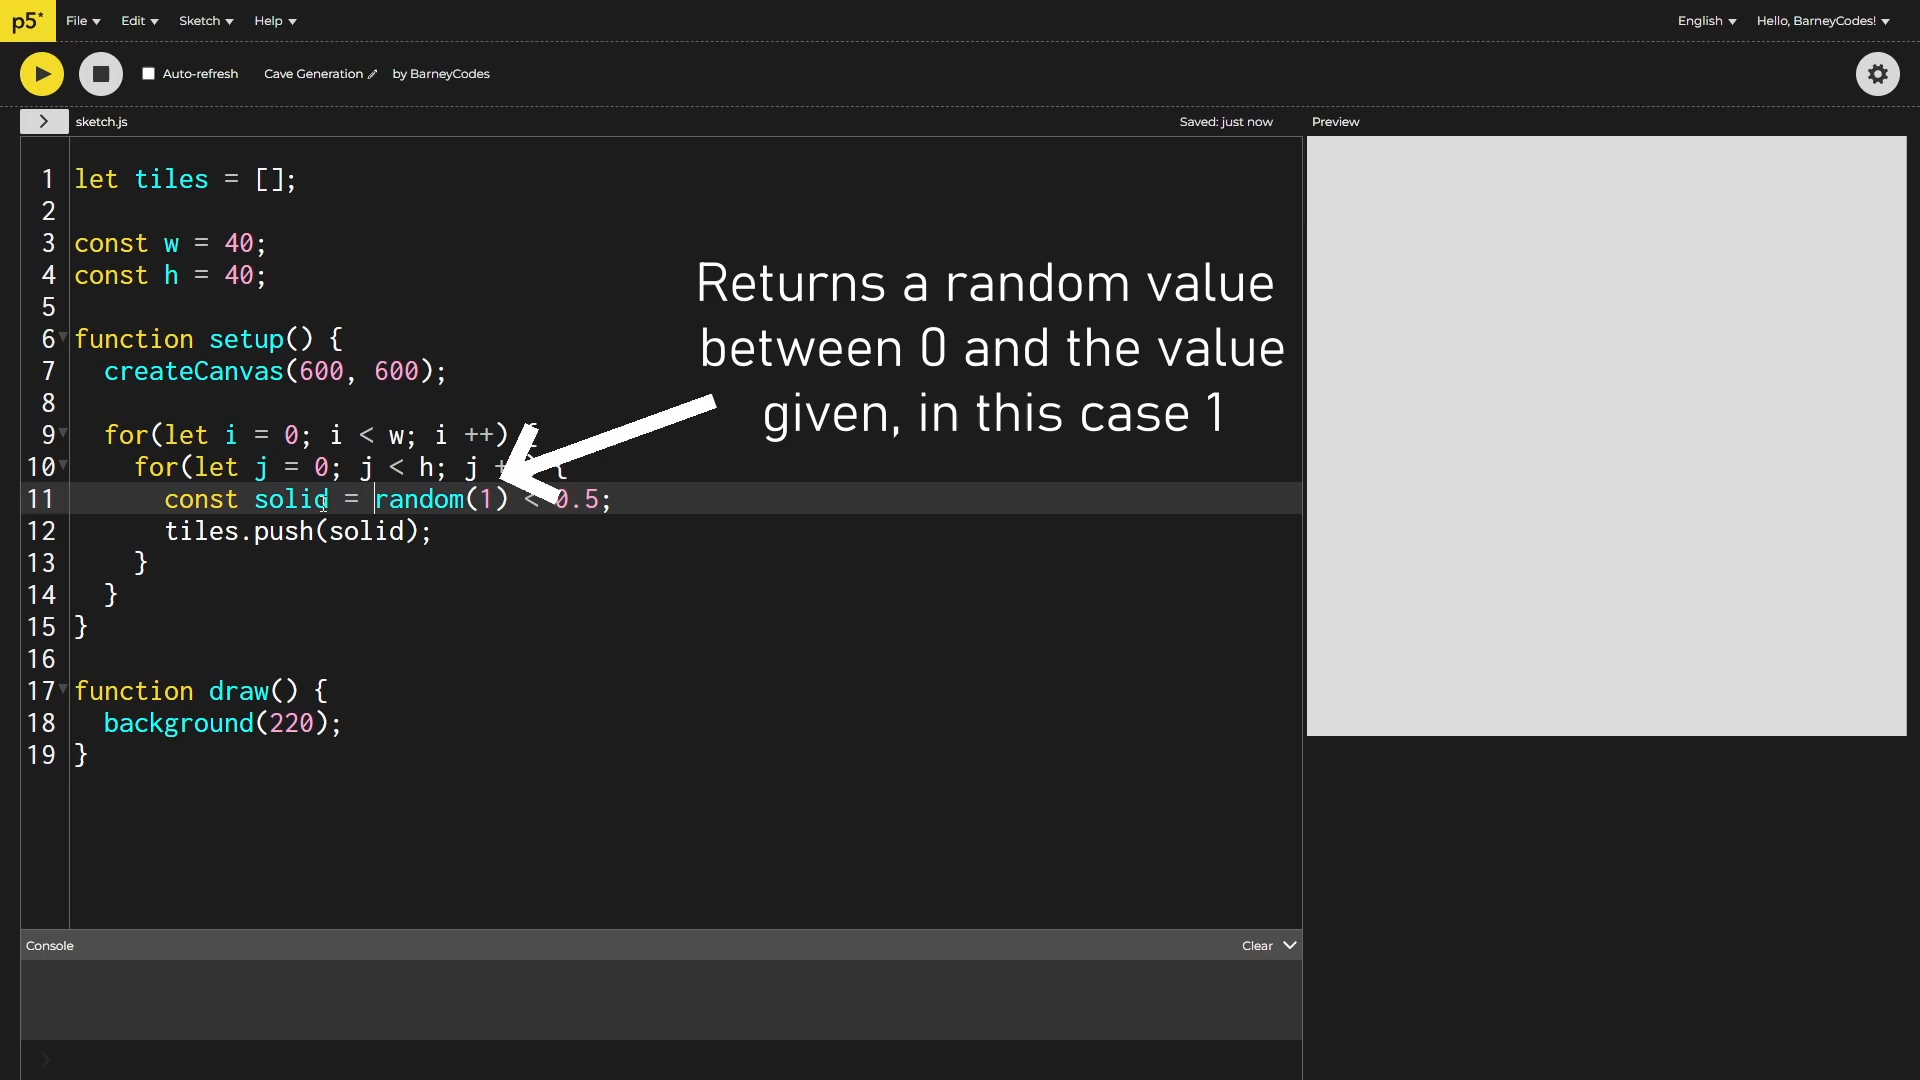 p5* File Edit Sketch Help English Hello, BarneyCodes!
Auto-refresh Cave Generation by BarneyCodes
> sketch.js Saved: just now Preview
1 let tiles = [];
2
3 const w = 40;
4 const h = 40;
5
6 function setup() {
7 createCanvas(600, 600);
8
9 for(let i = 0; i < w; i ++) {
10 for(let j = 0; j < h; j + {
11 const solid = random(1) < 0.5;
12 tiles.push(solid);
13 }
14 }
15 }
16
17 function draw() {
18 background(220);
19 }
Returns a random value
between 0 and the value
given, in this case 1
Console Clear
>